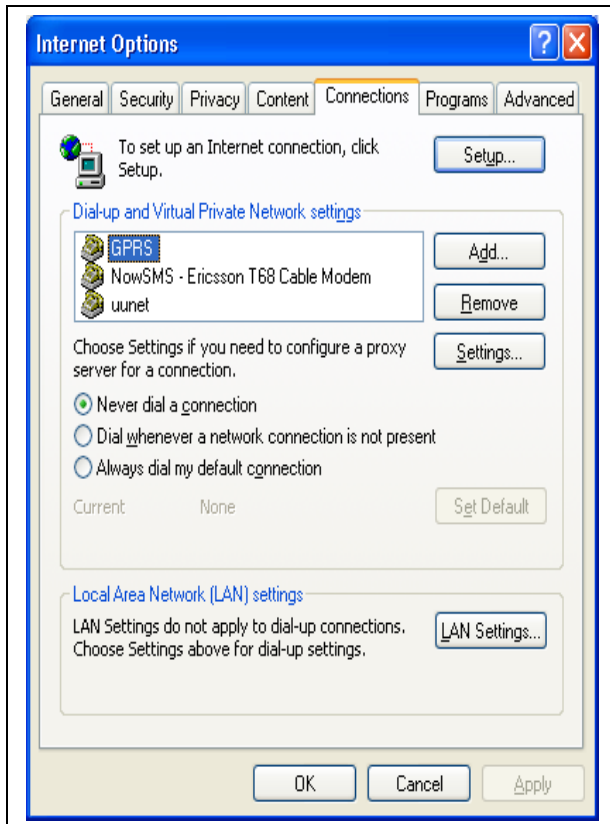 Internet Options
?
X
General Security Privacy Content Connections Programs Advanced
To set up an Internet connection, click
Setup.
Setup...
Dial-up and Virtual Private Network settings
GPRS
NowSMS - Ericsson T68 Cable Modem
uunet
Add...
Remove
Choose Settings if you need to configure a proxy
server for a connection.
Settings...
Never dial a connection
Dial whenever a network connection is not present
Always dial my default connection
Current None
Set Default
Local Area Network (LAN) settings
LAN Settings do not apply to dial-up connections.
Choose Settings above for dial-up settings.
LAN Settings...
OK Cancel Apply